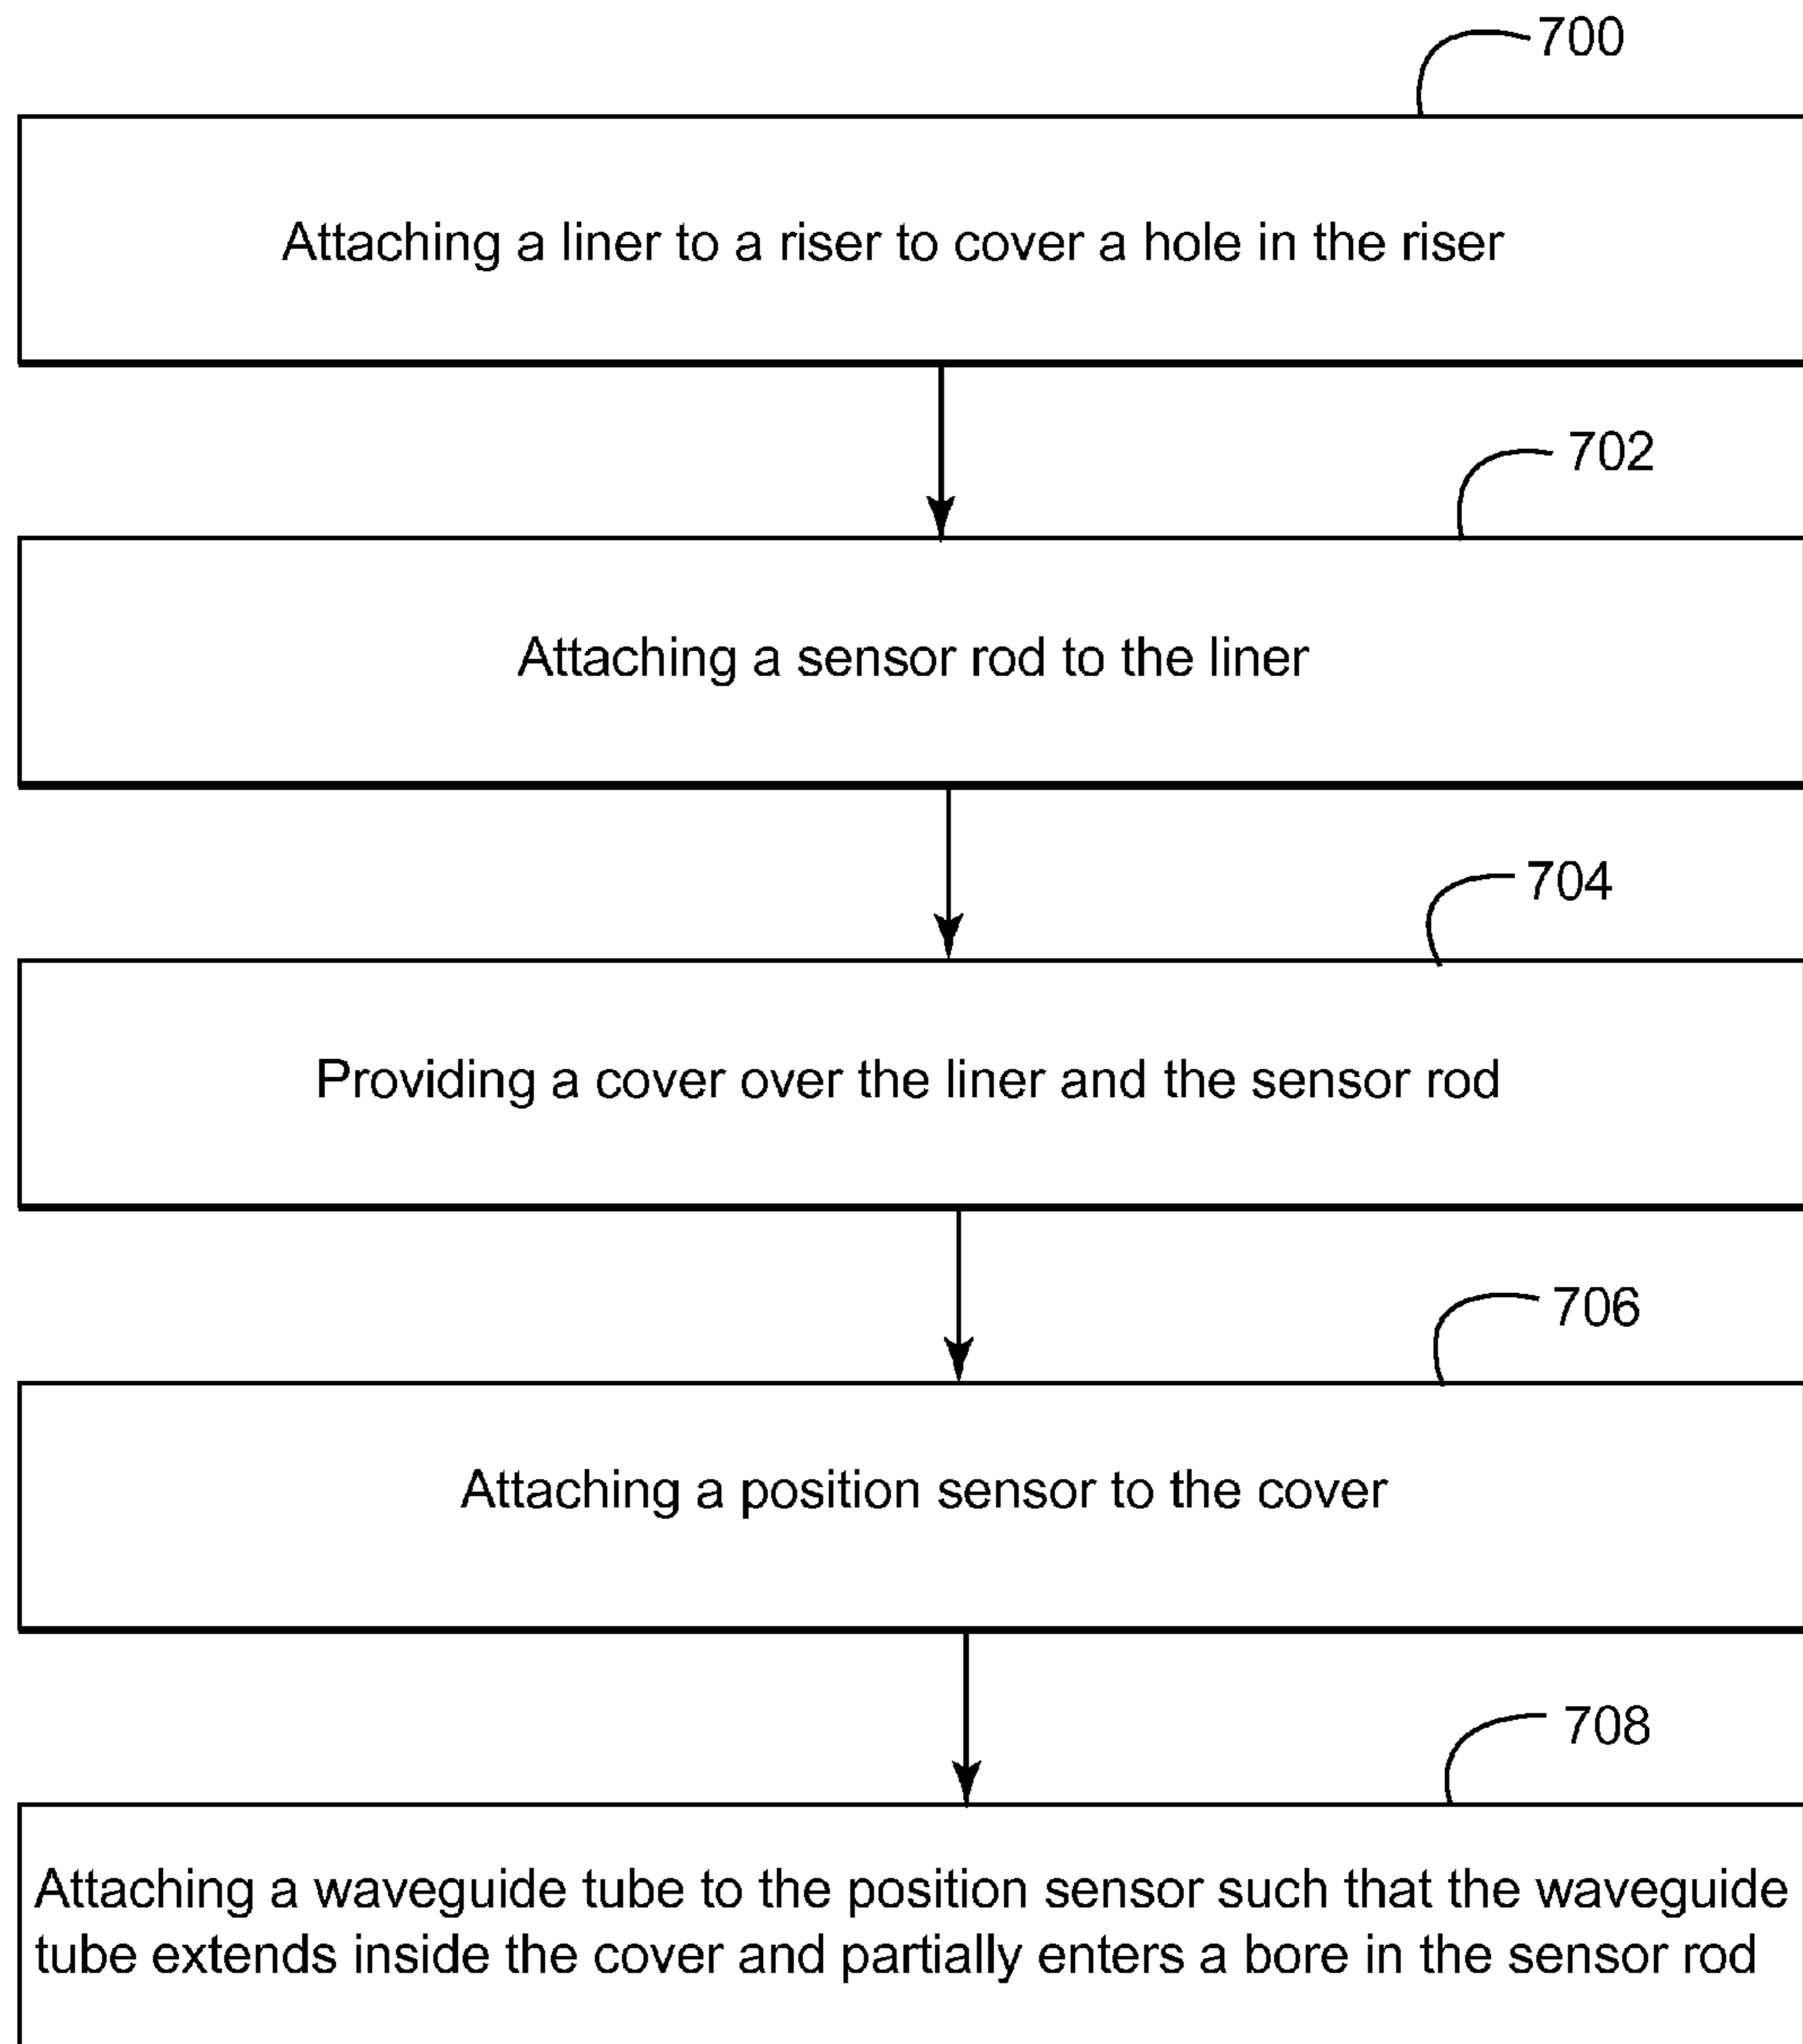 700
Attaching a liner to a riser to cover a hole in the riser
702
Attaching a sensor rod to the liner
704
Providing a cover over the liner and the sensor rod
706
Attaching a position sensor to the cover
708
Attaching a waveguide tube to the position sensor such that the waveguide
tube extends inside the cover and partially enters a bore in the sensor rod